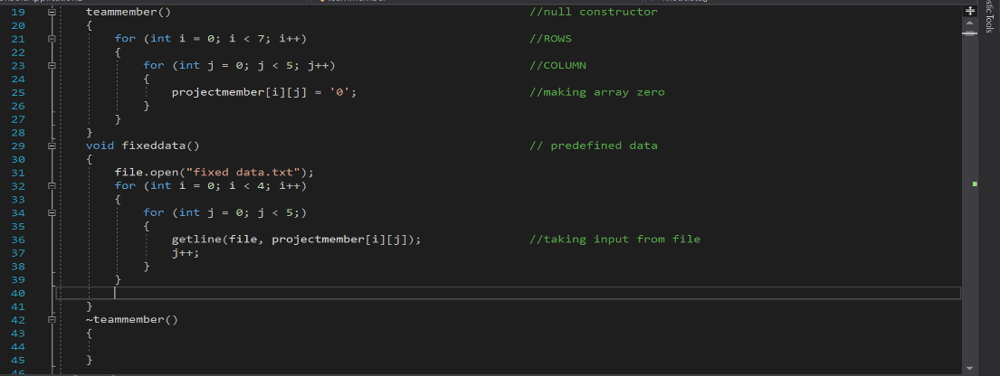 19 teammember() //null constructor
20 {
21 for (int i = 0; i < 7; i++) //ROWS
22 {
23 for (int j = 0; j < 5; j++) //COLUMN
24 {
25 projectmember[i][j] = '0'; //making array zero
26 }
27 }
28 }
29 void fixeddata() // predefined data
30 {
31 file.open("fixed data.txt");
32 for (int i = 0; i < 4; i++)
33 {
34 for (int j = 0; j < 5;)
35 {
36 getline(file, projectmember[i][j]); //taking input from file
37 j++;
38 }
39 }
40
41 }
42 ~teammember()
43 {
44
45 }
46
Tools